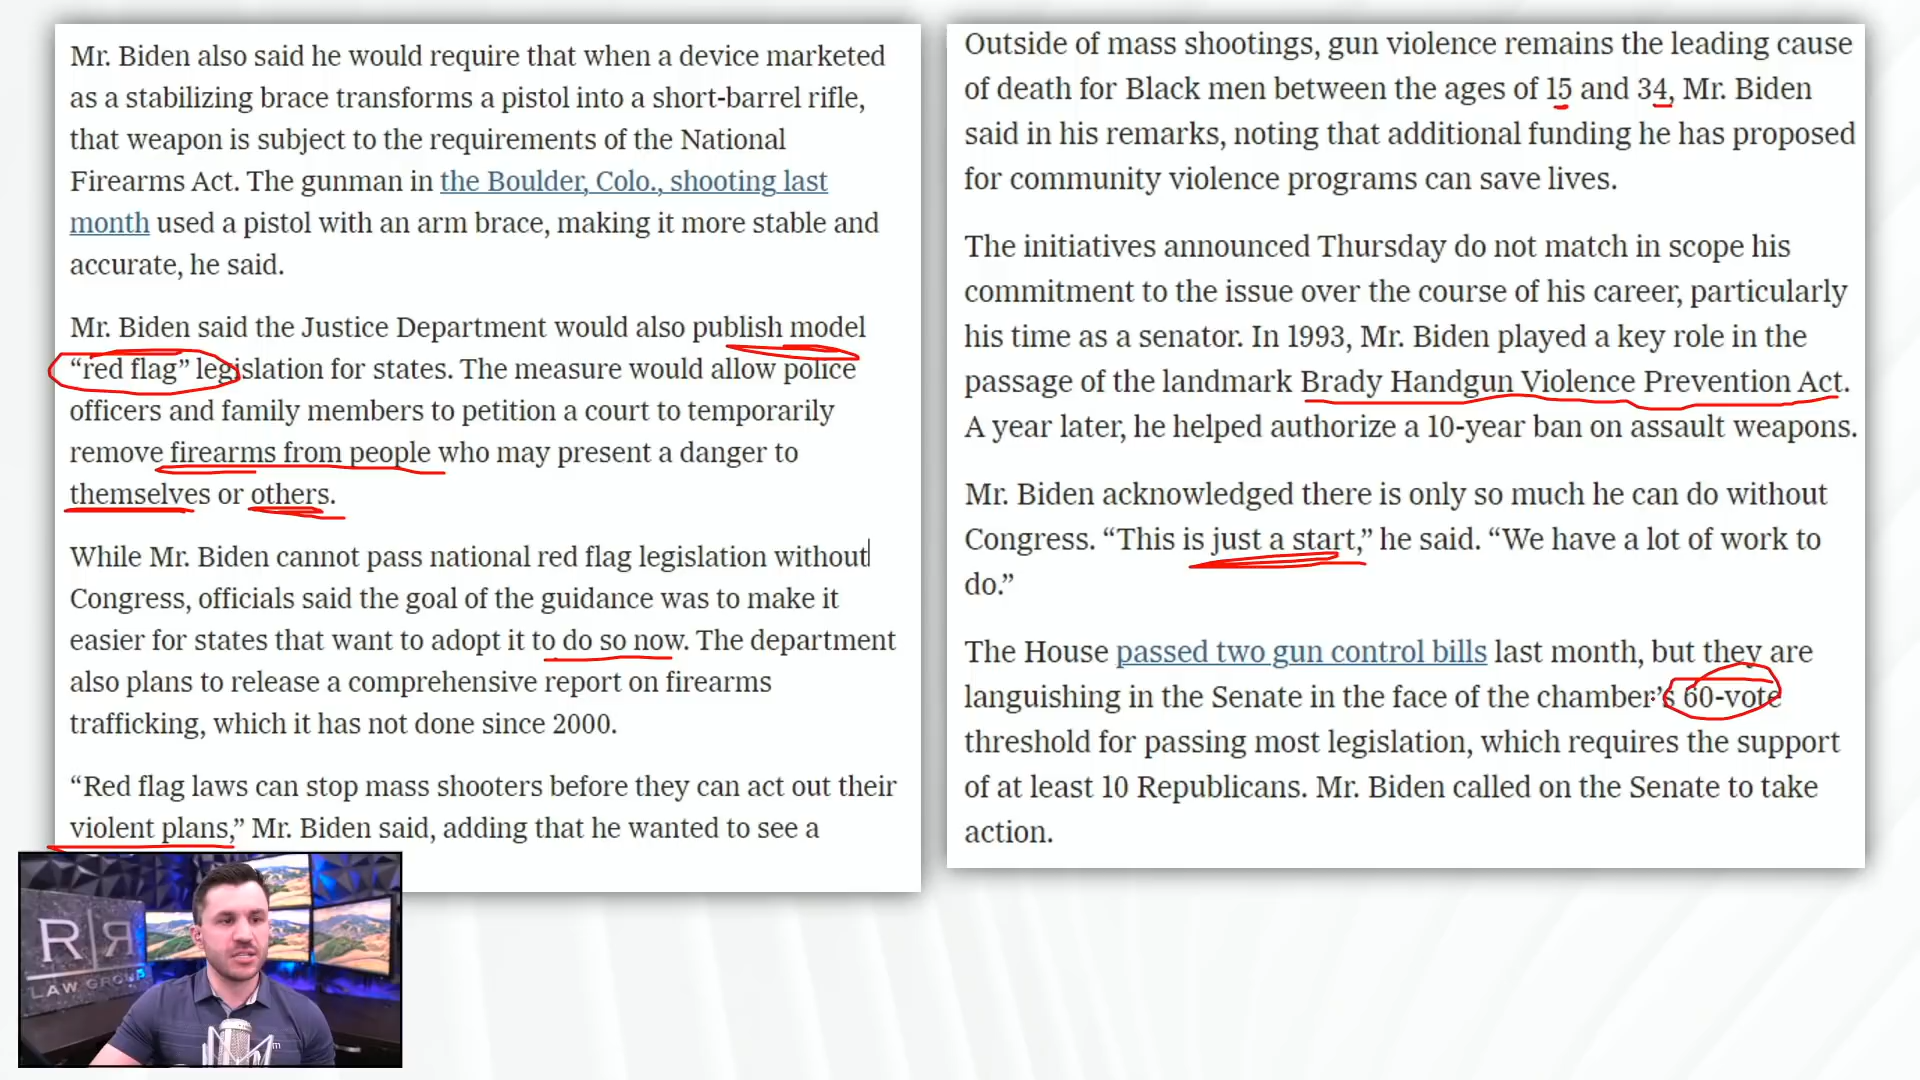 Mr. Biden also said he would require that when a device marketed
as a stabilizing brace transforms a pistol into a short-barrel rifle,
that weapon is subject to the requirements of the National
Firearms Act. The gunman in the Boulder, Colo., shooting last
month used a pistol with an arm brace, making it more stable and
accurate, he said.
Mr. Biden said the Justice Department would also publish model
“red flag” legislation for states. The measure would allow police
officers and family members to petition a court to temporarily
remove firearms from people who may present a danger to
themselves or others.
While Mr. Biden cannot pass national red flag legislation without
Congress, officials said the goal of the guidance was to make it
easier for states that want to adopt it to do so now. The department
also plans to release a comprehensive report on firearms
trafficking, which it has not done since 2000.
“Red flag laws can stop mass shooters before they can act out their
violent plans,” Mr. Biden said, adding that he wanted to see a
Outside of mass shootings, gun violence remains the leading cause
of death for Black men between the ages of 15 and 34, Mr. Biden
said in his remarks, noting that additional funding he has proposed
for community violence programs can save lives.
The initiatives announced Thursday do not match in scope his
commitment to the issue over the course of his career, particularly
his time as a senator. In 1993, Mr. Biden played a key role in the
passage of the landmark Brady Handgun Violence Prevention Act.
A year later, he helped authorize a 10-year ban on assault weapons.
Mr. Biden acknowledged there is only so much he can do without
Congress. “This is just a start,” he said. “We have a lot of work to
do.”
The House passed two gun control bills last month, but they are
languishing in the Senate in the face of the chamber’s 60-vote
threshold for passing most legislation, which requires the support
of at least 10 Republicans. Mr. Biden called on the Senate to take
action.
R|R
LAW GROUP